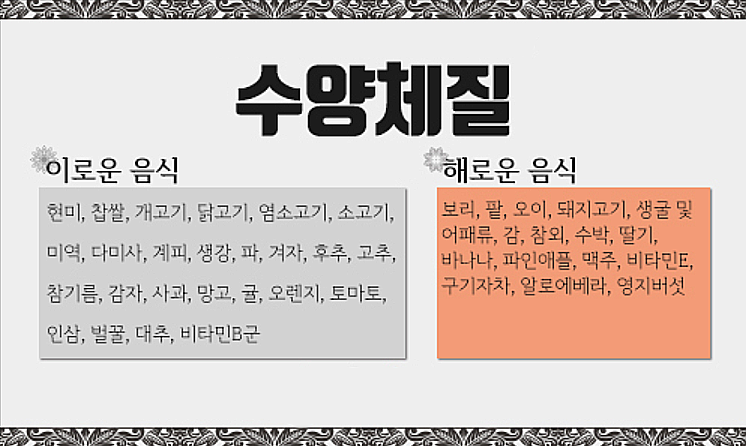 수양체질
이로운 음식
현미, 찹쌀, 개고기, 닭고기, 염소고기, 소고기,
미역, 다미사, 계피, 생강, 파, 겨자, 후추, 고추,
참기름, 감자, 사과, 망고, 귤, 오렌지, 토마토,
인삼, 벌꿀, 대추, 비타민B군
해로운 음식
보리, 팥, 오이, 돼지고기, 생굴 및
어패류, 감, 참외, 수박, 딸기,
바나나, 파인애플, 맥주, 비타민E,
구기자차, 알로에베라, 영지버섯